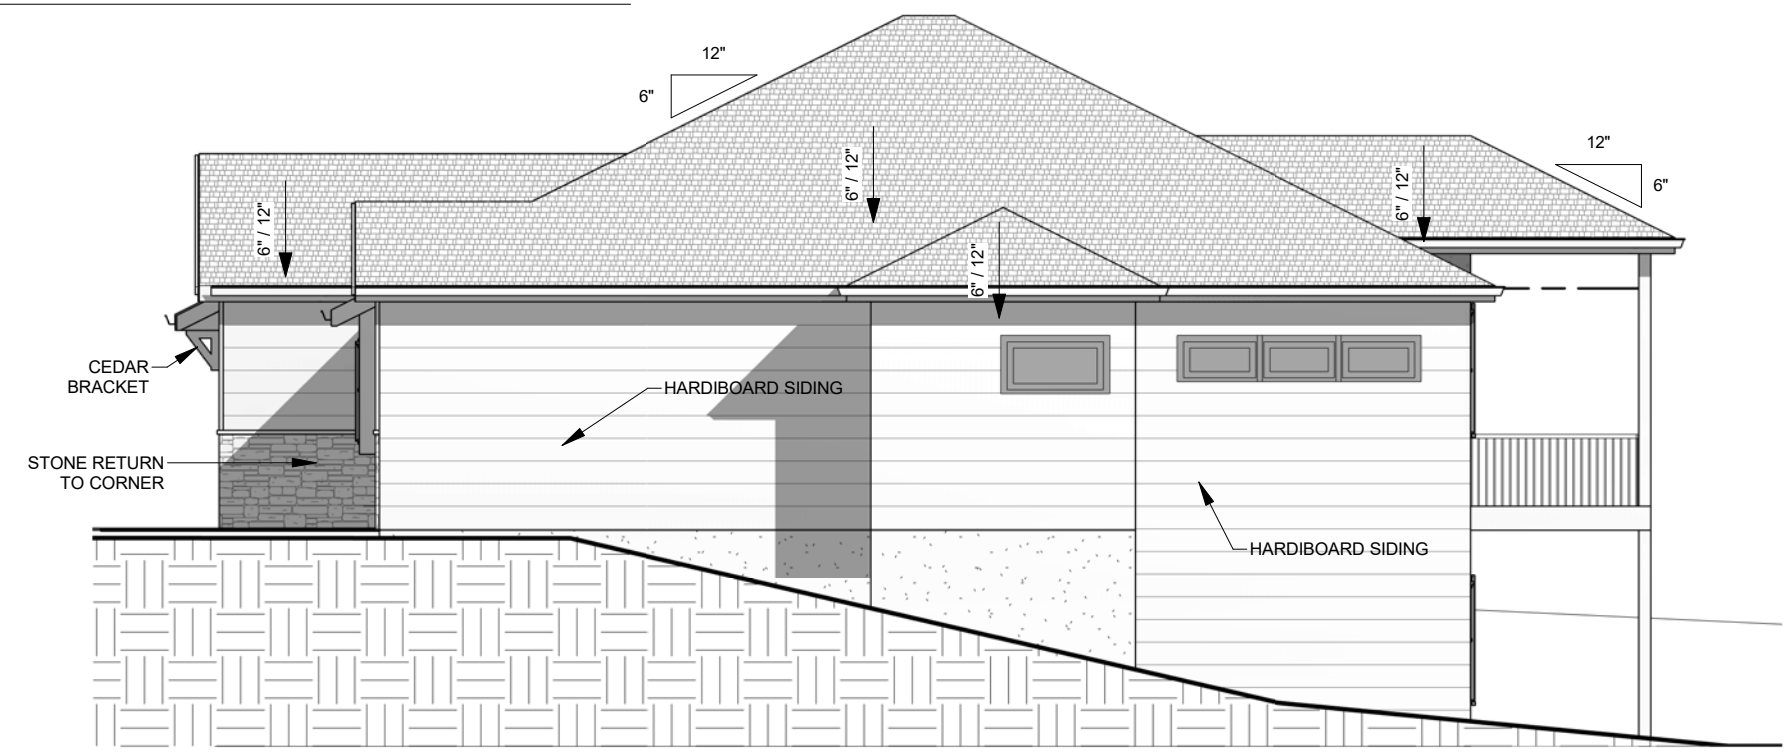 12"
6"
12"
6"
6" / 12"
6" / 12"
6" / 12"
6" / 12"
CEDAR
BRACKET
HARDIBOARD SIDING
STONE RETURN
TO CORNER
HARDIBOARD SIDING